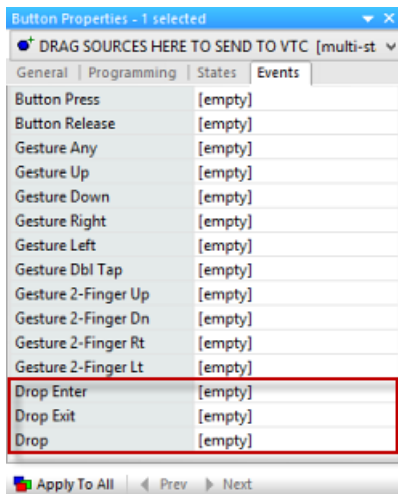 Button Properties - 1 selected
DRAG SOURCES HERE TO SEND TO VTC [multi-st
General | Programming | States | Events
Button Press [empty]
Button Release [empty]
Gesture Any [empty]
Gesture Up [empty]
Gesture Down [empty]
Gesture Right [empty]
Gesture Left [empty]
Gesture Dbl Tap [empty]
Gesture 2-Finger Up [empty]
Gesture 2-Finger Dn [empty]
Gesture 2-Finger Rt [empty]
Gesture 2-Finger Lt [empty]
Drop Enter [empty]
Drop Exit [empty]
Drop [empty]
Apply To All Prev Next